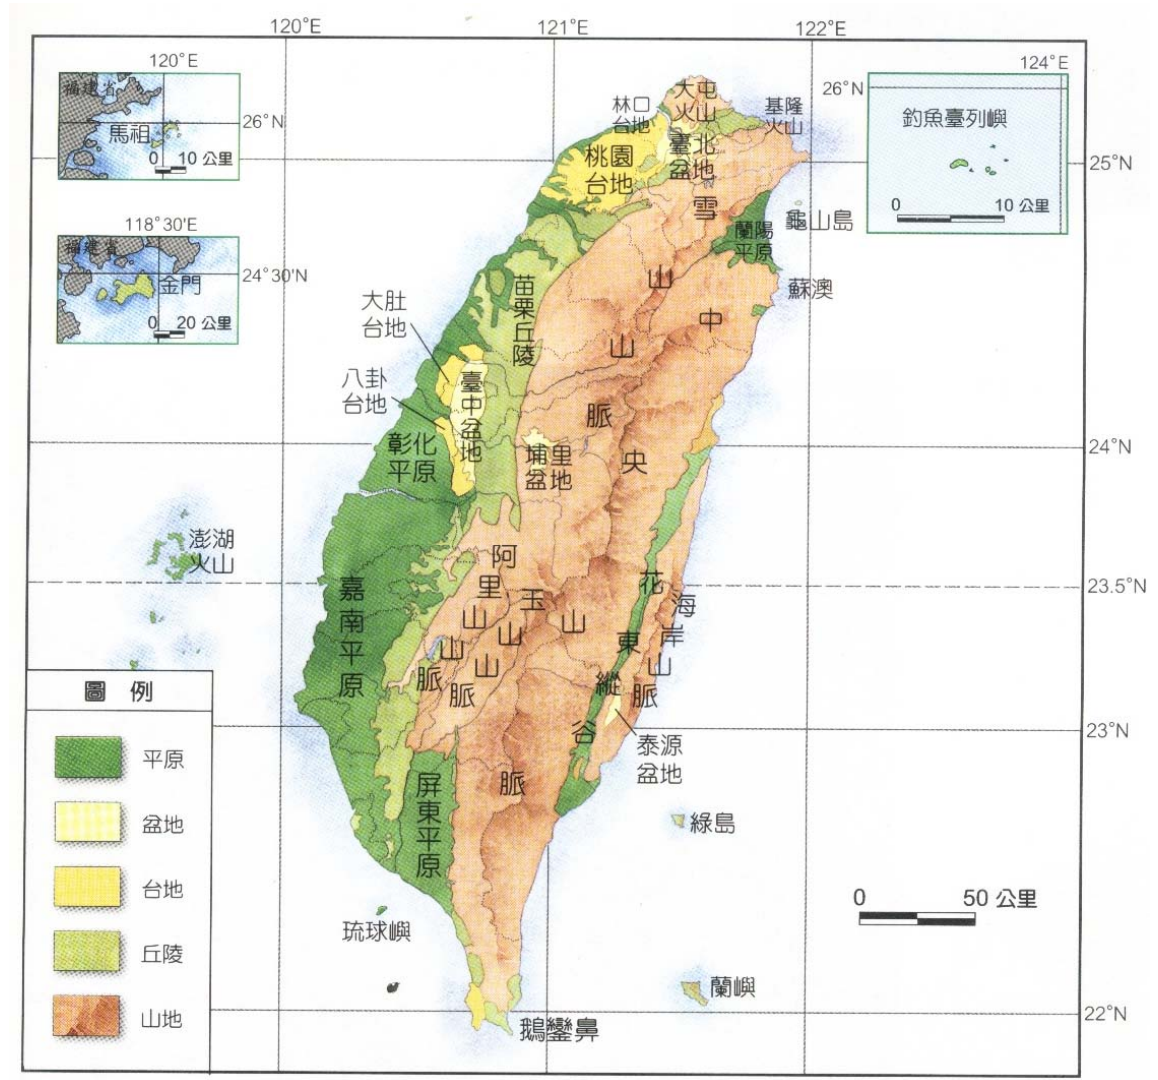 120°E
121°E
122°E
120°E
福建省
馬祖
26°N
0 10 公里
118°30'E
福建省
金門
24°30'N
0 20 公里
124°E
26°N
釣魚臺列嶼
0 10 公里
25°N
24°N
23.5°N
23°N
22°N
大屯
火山
基隆
火山
林口
台地
臺北
盆地
桃園
台地
雪山山脈
蘭陽
平原
龜山島
蘇澳
苗栗丘陵
大肚
台地
八卦
台地
臺中盆地
彰化
平原
埔里
盆地
中央山脈
澎湖
火山
阿里山山脈
玉山山脈
嘉南平原
花東縱谷
海岸山脈
泰源
盆地
屏東平原
綠島
琉球嶼
蘭嶼
鵝鑾鼻
0 50 公里
圖 例
平原
盆地
台地
丘陵
山地